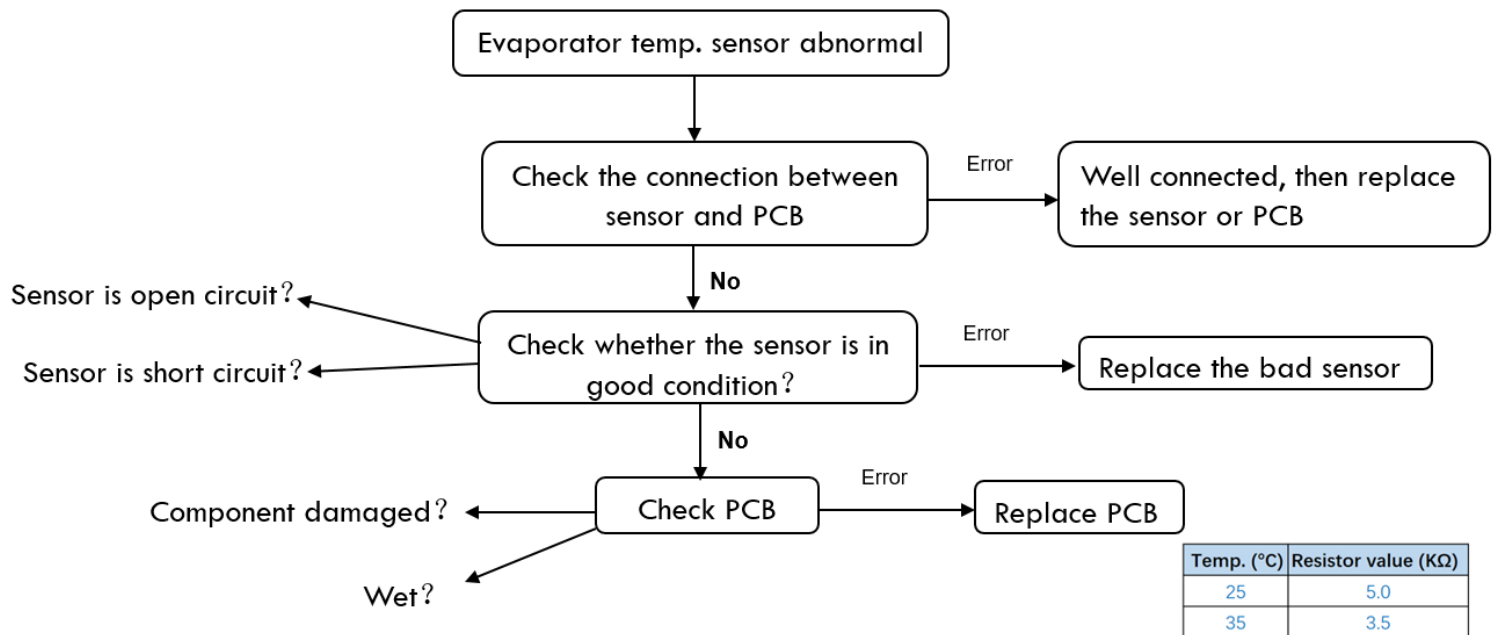 Evaporator temp. sensor abnormal
Check the connection between
sensor and PCB
Error
Well connected, then replace
the sensor or PCB
No
Sensor is open circuit？
Sensor is short circuit？
Check whether the sensor is in
good condition？
Error
Replace the bad sensor
No
Component damaged？
Wet？
Check PCB
Error
Replace PCB
Temp. (°C) Resistor value (KΩ)
25 5.0
35 3.5